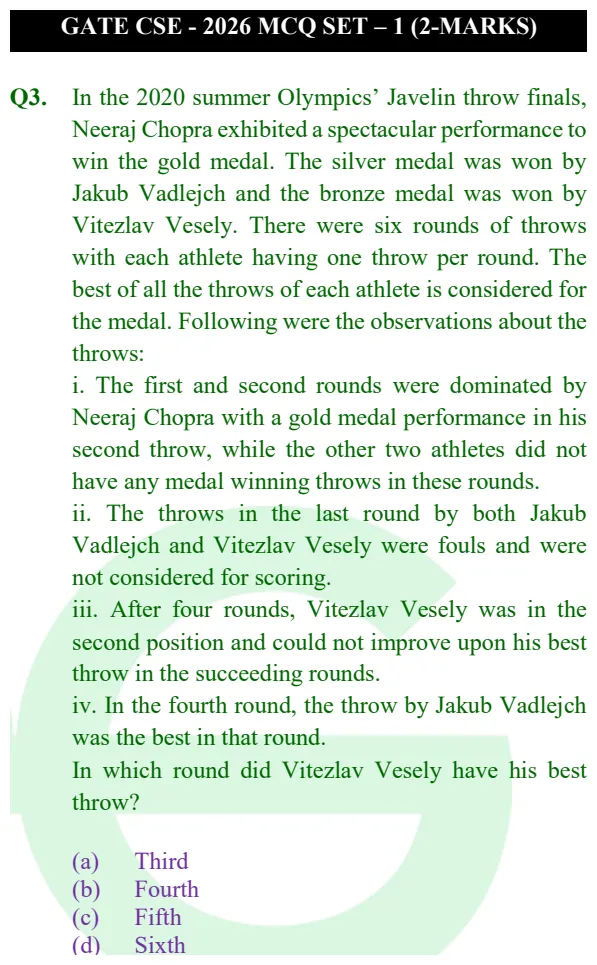 GATE CSE - 2026 MCQ SET – 1 (2-MARKS)
Q3. In the 2020 summer Olympics’ Javelin throw finals,
Neeraj Chopra exhibited a spectacular performance to
win the gold medal. The silver medal was won by
Jakub Vadlejch and the bronze medal was won by
Vitezlav Vesely. There were six rounds of throws
with each athlete having one throw per round. The
best of all the throws of each athlete is considered for
the medal. Following were the observations about the
throws:
i. The first and second rounds were dominated by
Neeraj Chopra with a gold medal performance in his
second throw, while the other two athletes did not
have any medal winning throws in these rounds.
ii. The throws in the last round by both Jakub
Vadlejch and Vitezlav Vesely were fouls and were
not considered for scoring.
iii. After four rounds, Vitezlav Vesely was in the
second position and could not improve upon his best
throw in the succeeding rounds.
iv. In the fourth round, the throw by Jakub Vadlejch
was the best in that round.
In which round did Vitezlav Vesely have his best
throw?
(a) Third
(b) Fourth
(c) Fifth
(d) Sixth